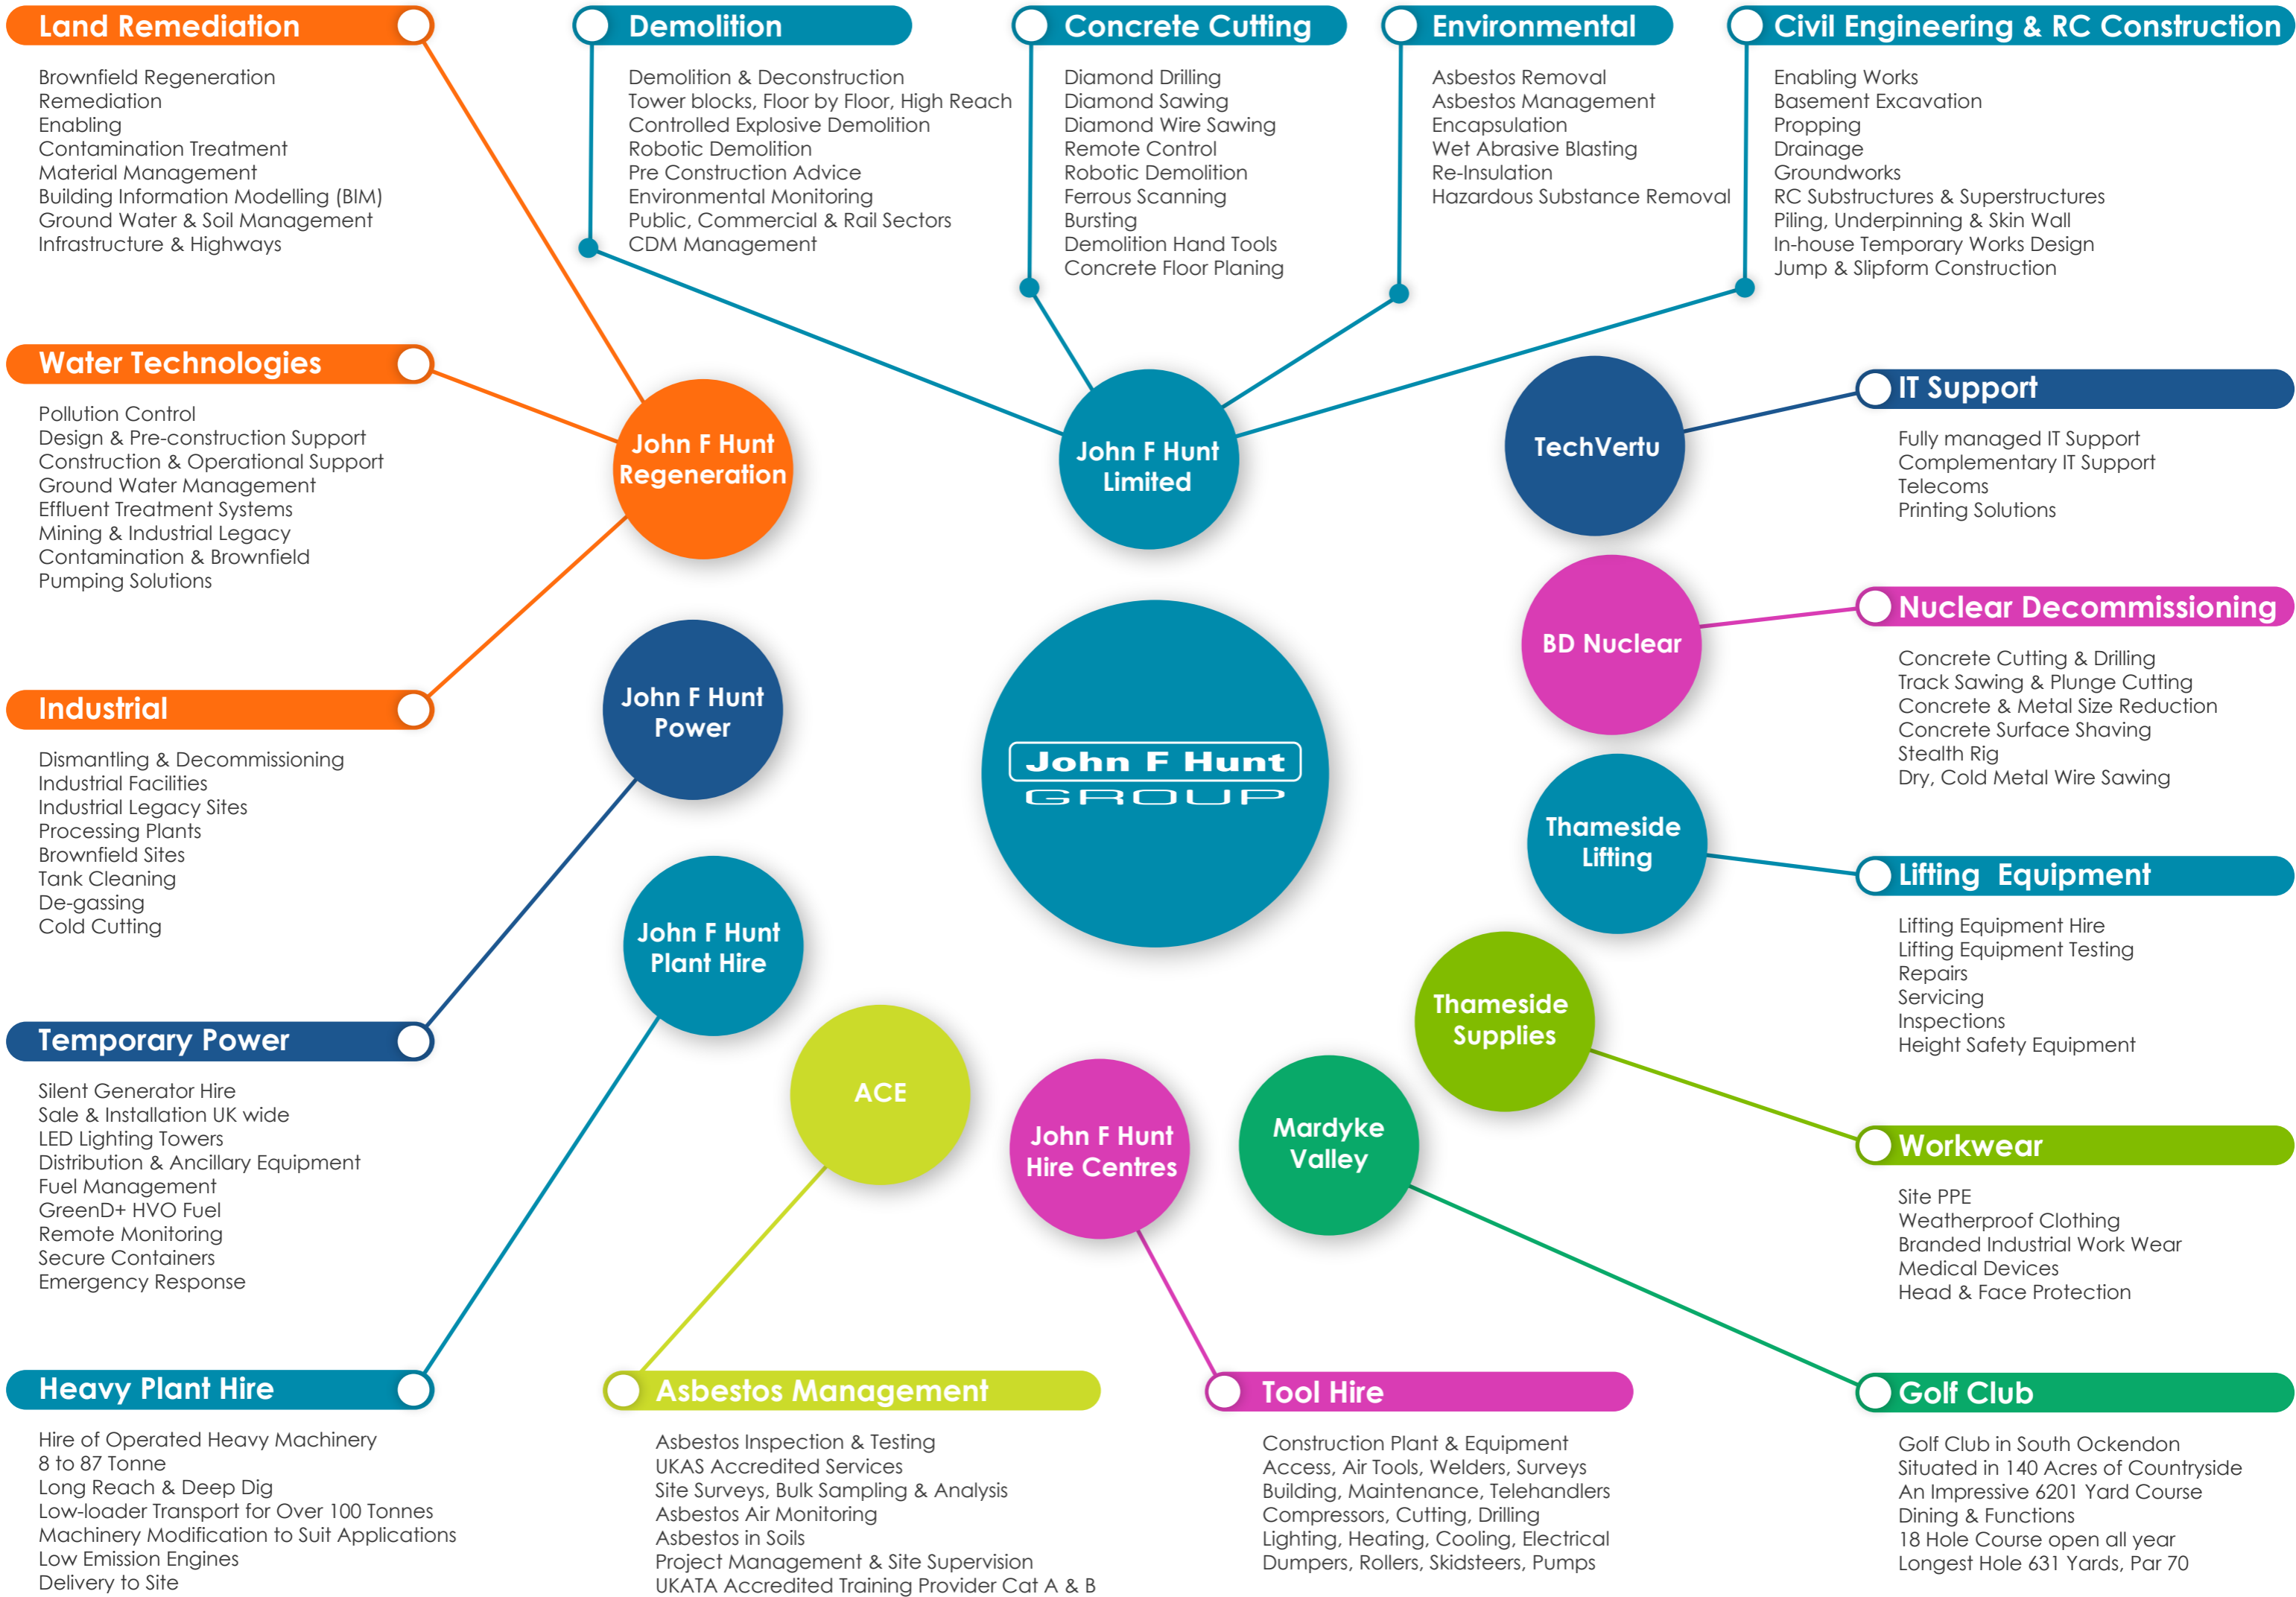 Land Remediation
Brownfield Regeneration
Remediation
Enabling
Contamination Treatment
Material Management
Building Information Modelling (BIM)
Ground Water & Soil Management
Infrastructure & Highways
Demolition
Demolition & Deconstruction
Tower blocks, Floor by Floor, High Reach
Controlled Explosive Demolition
Robotic Demolition
Pre Construction Advice
Environmental Monitoring
Public, Commercial & Rail Sectors
CDM Management
Concrete Cutting
Diamond Drilling
Diamond Sawing
Diamond Wire Sawing
Remote Control
Robotic Demolition
Ferrous Scanning
Bursting
Demolition Hand Tools
Concrete Floor Planing
Environmental
Asbestos Removal
Asbestos Management
Encapsulation
Wet Abrasive Blasting
Re-Insulation
Hazardous Substance Removal
Civil Engineering & RC Construction
Enabling Works
Basement Excavation
Propping
Drainage
Groundworks
RC Substructures & Superstructures
Piling, Underpinning & Skin Wall
In-house Temporary Works Design
Jump & Slipform Construction
Water Technologies
Pollution Control
Design & Pre-construction Support
Construction & Operational Support
Ground Water Management
Effluent Treatment Systems
Mining & Industrial Legacy
Contamination & Brownfield
Pumping Solutions
John F Hunt
Regeneration
John F Hunt
Limited
TechVertu
IT Support
Fully managed IT Support
Complementary IT Support
Telecoms
Printing Solutions
BD Nuclear
Nuclear Decommissioning
Concrete Cutting & Drilling
Track Sawing & Plunge Cutting
Concrete & Metal Size Reduction
Concrete Surface Shaving
Stealth Rig
Dry, Cold Metal Wire Sawing
Industrial
Dismantling & Decommissioning
Industrial Facilities
Industrial Legacy Sites
Processing Plants
Brownfield Sites
Tank Cleaning
De-gassing
Cold Cutting
John F Hunt
Power
John F Hunt
GROUP
Thameside
Lifting
Lifting Equipment
Lifting Equipment Hire
Lifting Equipment Testing
Repairs
Servicing
Inspections
Height Safety Equipment
John F Hunt
Plant Hire
Thameside
Supplies
Temporary Power
Silent Generator Hire
Sale & Installation UK wide
LED Lighting Towers
Distribution & Ancillary Equipment
Fuel Management
GreenD+ HVO Fuel
Remote Monitoring
Secure Containers
Emergency Response
ACE
John F Hunt
Hire Centres
Mardyke
Valley
Workwear
Site PPE
Weatherproof Clothing
Branded Industrial Work Wear
Medical Devices
Head & Face Protection
Heavy Plant Hire
Hire of Operated Heavy Machinery
8 to 87 Tonne
Long Reach & Deep Dig
Low-loader Transport for Over 100 Tonnes
Machinery Modification to Suit Applications
Low Emission Engines
Delivery to Site
Asbestos Management
Asbestos Inspection & Testing
UKAS Accredited Services
Site Surveys, Bulk Sampling & Analysis
Asbestos Air Monitoring
Asbestos in Soils
Project Management & Site Supervision
UKATA Accredited Training Provider Cat A & B
Tool Hire
Construction Plant & Equipment
Access, Air Tools, Welders, Surveys
Building, Maintenance, Telehandlers
Compressors, Cutting, Drilling
Lighting, Heating, Cooling, Electrical
Dumpers, Rollers, Skidsteers, Pumps
Golf Club
Golf Club in South Ockendon
Situated in 140 Acres of Countryside
An Impressive 6201 Yard Course
Dining & Functions
18 Hole Course open all year
Longest Hole 631 Yards, Par 70